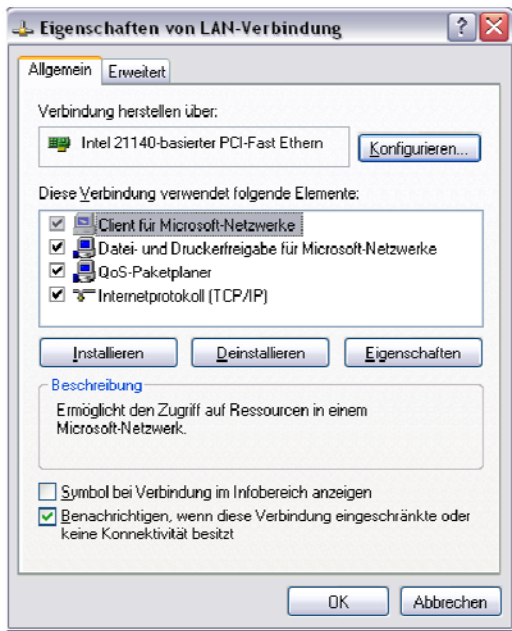 Eigenschaften von LAN-Verbindung
Allgemein Erweitert
Verbindung herstellen über:
Intel 21140-basierter PCI-Fast Ethern
Konfigurieren...
Diese Verbindung verwendet folgende Elemente:
Client für Microsoft-Netzwerke
Datei- und Druckerfreigabe für Microsoft-Netzwerke
QoS-Paketplaner
Internetprotokoll (TCP/IP)
Installieren Deinstallieren Eigenschaften
Beschreibung
Ermöglicht den Zugriff auf Ressourcen in einem
Microsoft-Netzwerk.
Symbol bei Verbindung im Infobereich anzeigen
Benachrichtigen, wenn diese Verbindung eingeschränkte oder
keine Konnektivität besitzt
OK Abbrechen